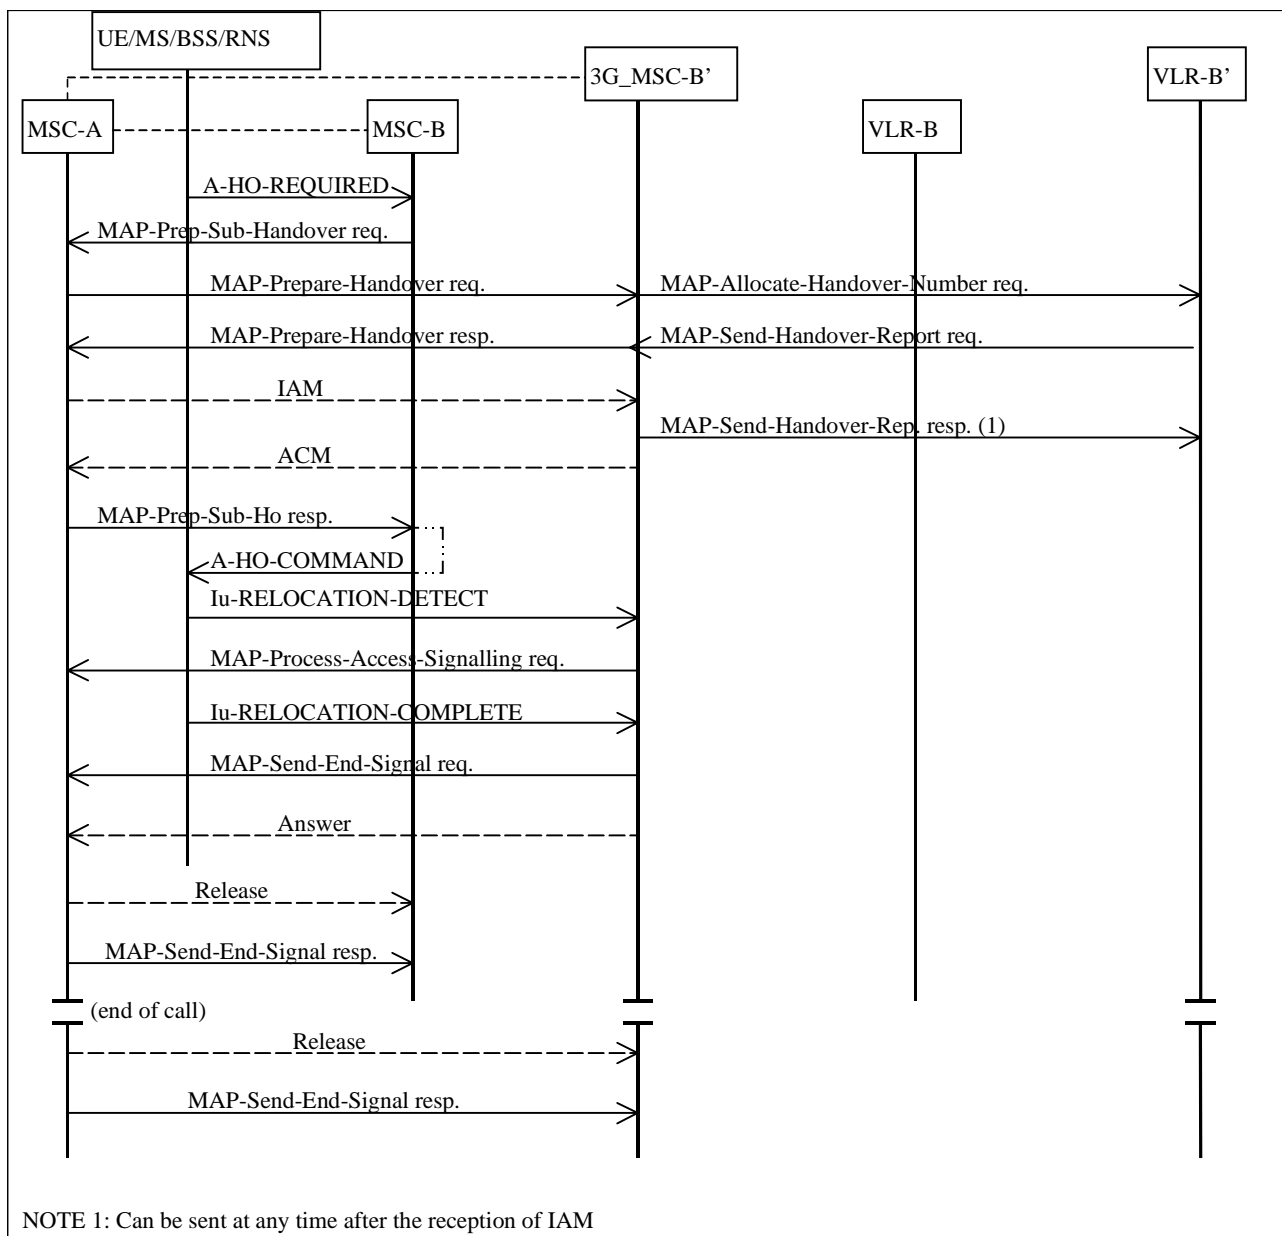 UE/MS/BSS/RNS
3G_MSC-B’
VLR-B’
MSC-A
MSC-B
VLR-B
A-HO-REQUIRED
MAP-Prep-Sub-Handover req.
MAP-Prepare-Handover req.
MAP-Allocate-Handover-Number req.
MAP-Prepare-Handover resp.
MAP-Send-Handover-Report req.
IAM
MAP-Send-Handover-Rep. resp. (1)
ACM
MAP-Prep-Sub-Ho resp.
A-HO-COMMAND
Iu-RELOCATION-DETECT
MAP-Process-Access-Signalling req.
Iu-RELOCATION-COMPLETE
MAP-Send-End-Signal req.
Answer
Release
MAP-Send-End-Signal resp.
(end of call)
Release
MAP-Send-End-Signal resp.
NOTE 1: Can be sent at any time after the reception of IAM